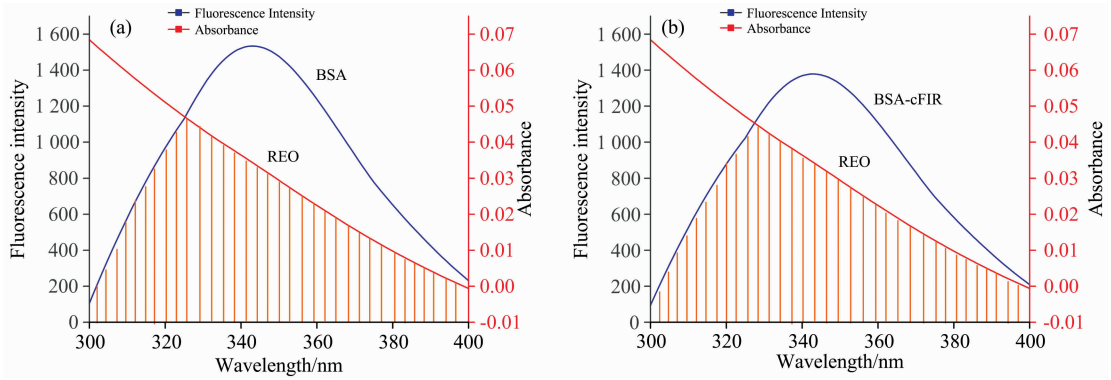 Fluorescence Intensity
Absorbance
(a)
1 600
1 400
1 200
1 000
800
600
400
200
0
Fluorescence intensity
BSA
REO
0.07
0.06
0.05
0.04
0.03
0.02
0.01
0.00
-0.01
Absorbance
300 320 340 360 380 400
Wavelength/nm
Fluorescence Intensity
Absorbance
(b)
1 600
1 400
1 200
1 000
800
600
400
200
0
Fluorescence intensity
BSA-cFIR
REO
0.07
0.06
0.05
0.04
0.03
0.02
0.01
0.00
-0.01
Absorbance
300 320 340 360 380 400
Wavelength/nm